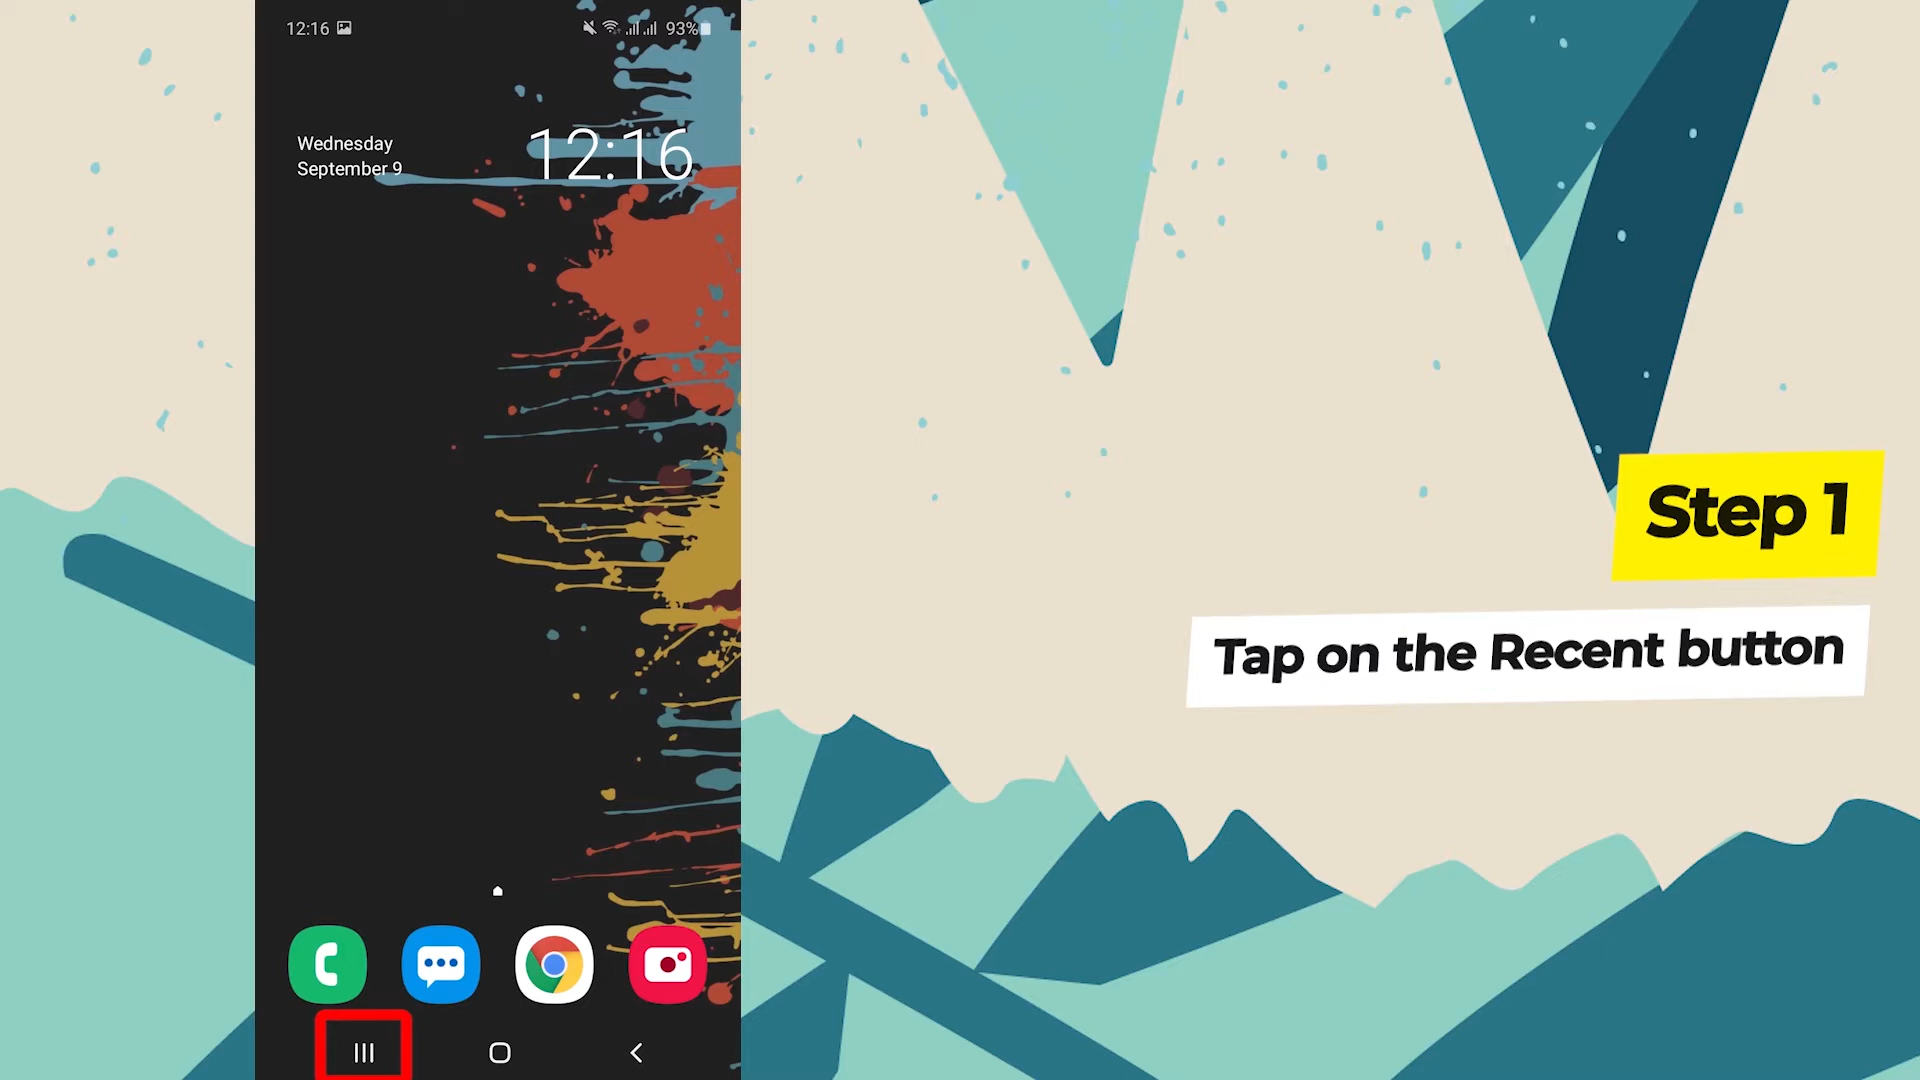 12:16
93%
Wednesday
September 9
12:16
Step 1
Tap on the Recent button